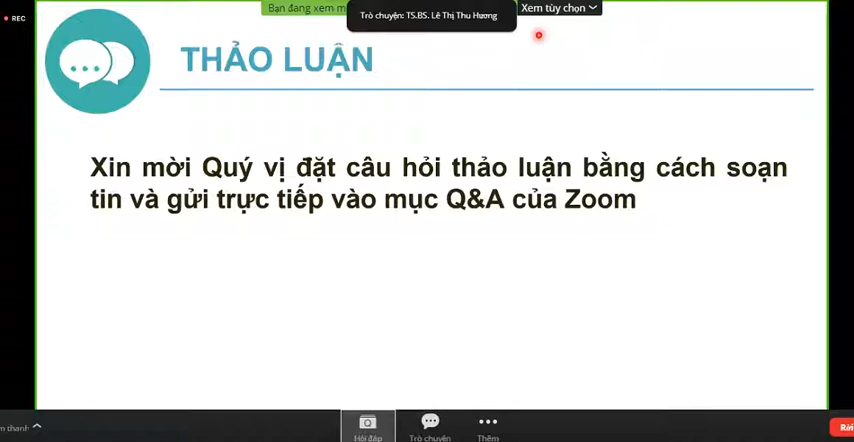 REC
Bạn đang xem m
Trò chuyện: TS.BS. Lê Thị Thu Hương
Xem tùy chọn
THẢO LUẬN
Xin mời Quý vị đặt câu hỏi thảo luận bằng cách soạn
tin và gửi trực tiếp vào mục Q&A của Zoom
m thanh
Hỏi đáp
Trò chuyện
Thêm
Rời